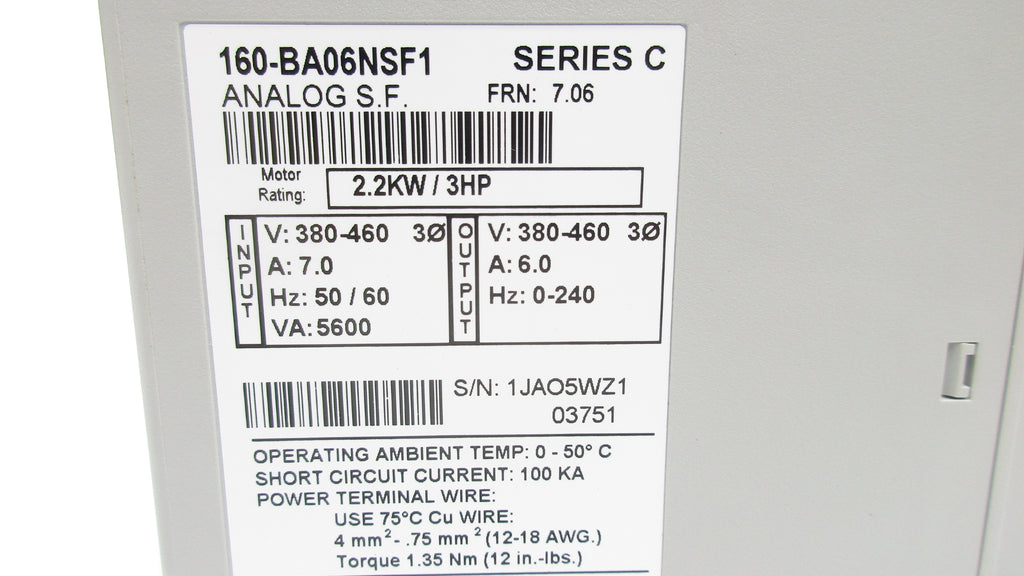 160-BA06NSF1 SERIES C
ANALOG S.F. FRN: 7.06
Motor Rating: 2.2KW / 3HP
INPUT
V: 380-460 3Ø
A: 7.0
Hz: 50 / 60
VA: 5600
OUTPUT
V: 380-460 3Ø
A: 6.0
Hz: 0-240
S/N: 1JAO5WZ1
03751
OPERATING AMBIENT TEMP: 0 - 50° C
SHORT CIRCUIT CURRENT: 100 KA
POWER TERMINAL WIRE:
USE 75°C Cu WIRE:
4 mm² - .75 mm² (12-18 AWG.)
Torque 1.35 Nm (12 in.-lbs.)